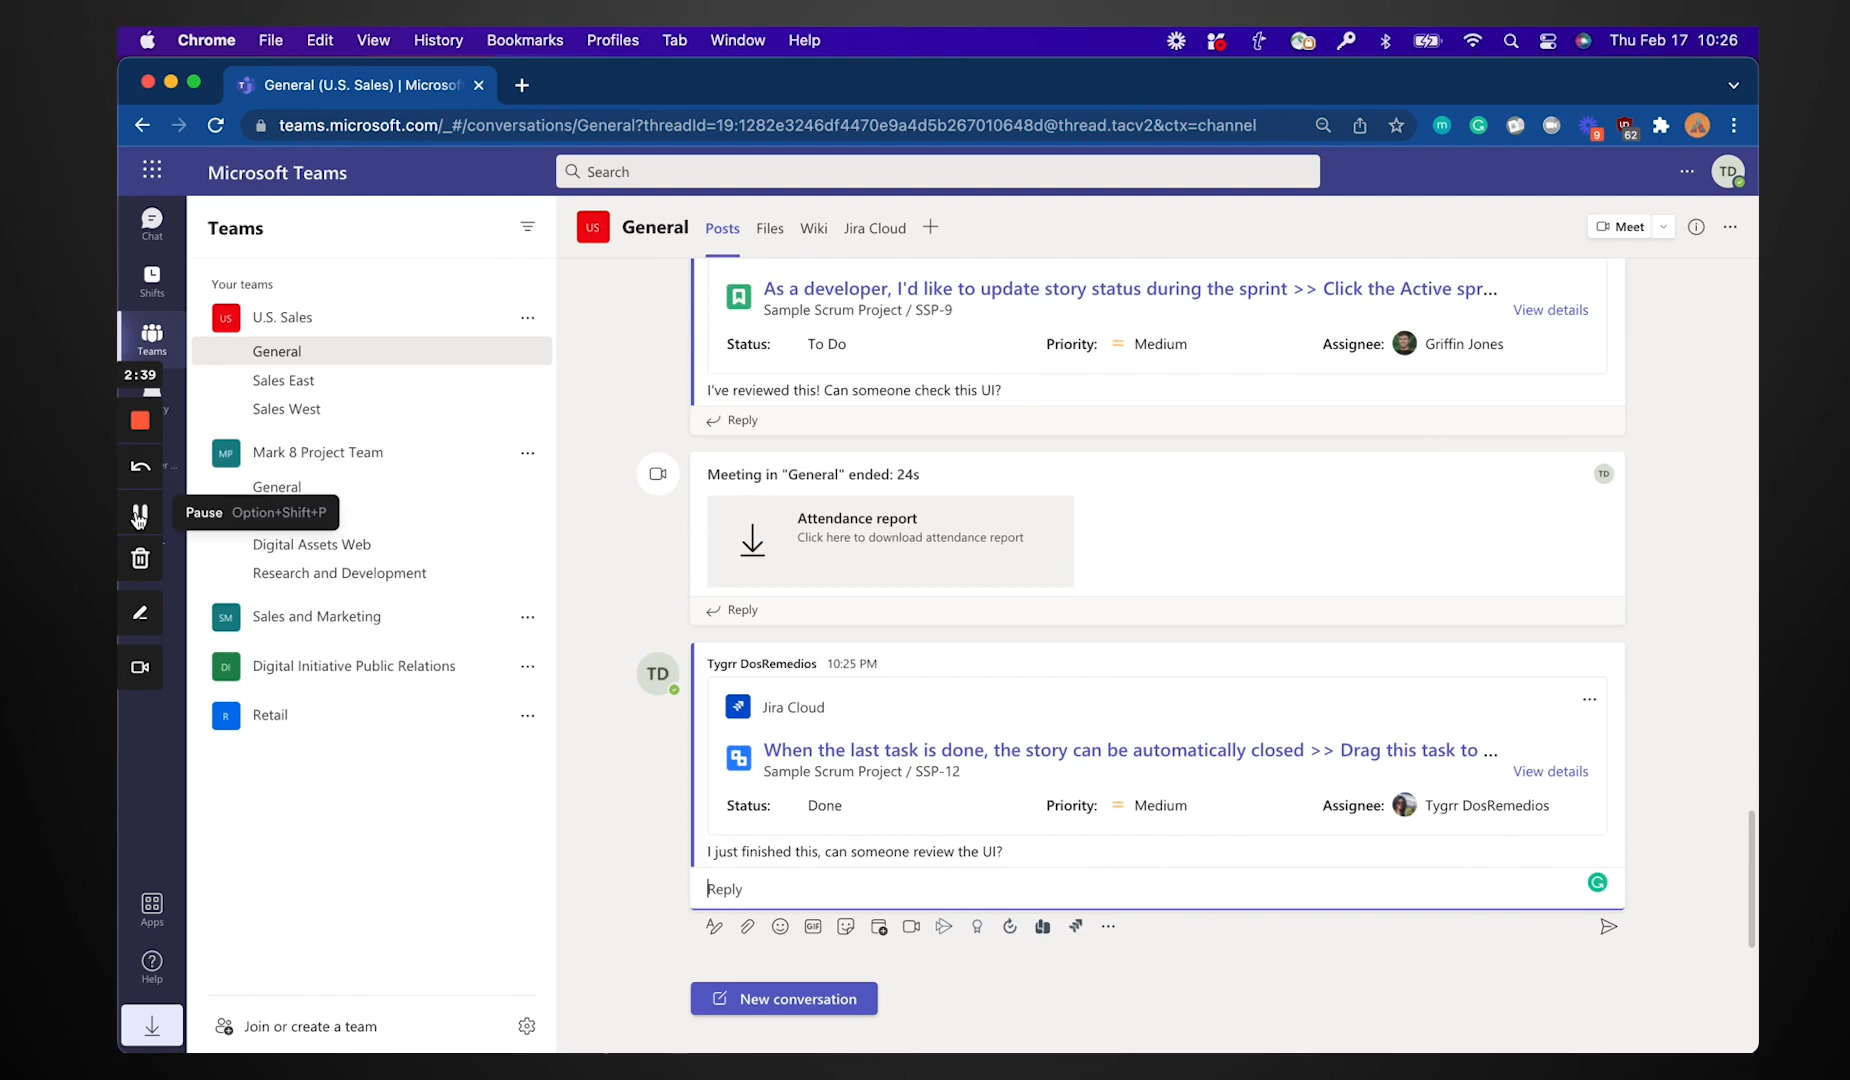 Chrome File Edit View History Bookmarks Profiles Tab Window Help Thu Feb 17 10:26
General (U.S. Sales) | Microsof
teams.microsoft.com/_#/conversations/General?threadId=19:1282e3246df4470e9a4d5b267010648d@thread.tacv2&ctx=channel m 9 62
Microsoft Teams Search TD
Chat
Shifts
Teams
2:39
Pause Option+Shift+P
Apps
Help
Teams
Your teams
US U.S. Sales
General
Sales East
Sales West
MP Mark 8 Project Team
General
Digital Assets Web
Research and Development
SM Sales and Marketing
DI Digital Initiative Public Relations
R Retail
Join or create a team
US General Posts Files Wiki Jira Cloud Meet
As a developer, I'd like to update story status during the sprint >> Click the Active spr...
Sample Scrum Project / SSP-9 View details
Status: To Do Priority: Medium Assignee: Griffin Jones
I've reviewed this! Can someone check this UI?
Reply
Meeting in "General" ended: 24s TD
Attendance report
Click here to download attendance report
Reply
TD Tygrr DosRemedios 10:25 PM
Jira Cloud
When the last task is done, the story can be automatically closed >> Drag this task to ...
Sample Scrum Project / SSP-12 View details
Status: Done Priority: Medium Assignee: Tygrr DosRemedios
I just finished this, can someone review the UI?
Reply
GIF
New conversation